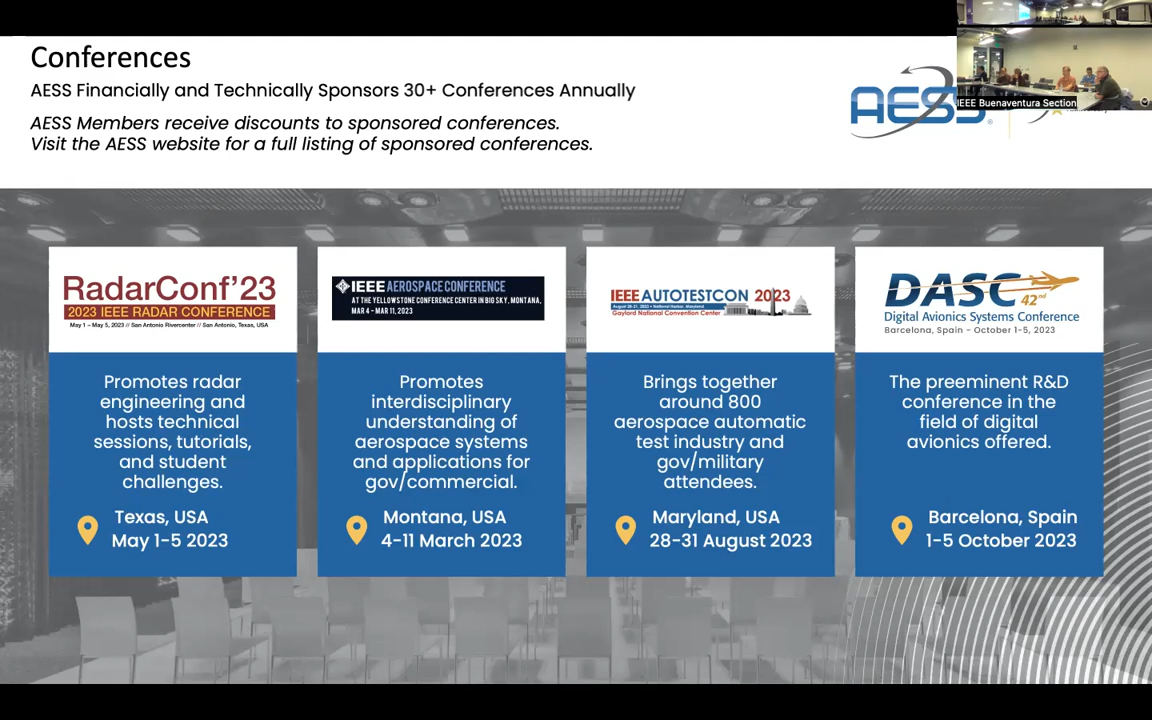 Conferences
AESS Financially and Technically Sponsors 30+ Conferences Annually
AESS Members receive discounts to sponsored conferences.
Visit the AESS website for a full listing of sponsored conferences.
AESS
IEEE Buenaventura Section
RadarConf'23
2023 IEEE RADAR CONFERENCE
May 1 – May 5, 2023 // San Antonio Rivercenter // San Antonio, Texas, USA
Promotes radar
engineering and
hosts technical
sessions, tutorials,
and student
challenges.
Texas, USA
May 1-5 2023
IEEE AEROSPACE CONFERENCE
AT THE YELLOWSTONE CONFERENCE CENTER IN BIG SKY, MONTANA,
MAR 4 - MAR 11, 2023
Promotes
interdisciplinary
understanding of
aerospace systems
and applications for
gov/commercial.
Montana, USA
4-11 March 2023
IEEE AUTOTESTCON 2023
August 28-31, 2023 • National Harbor, Maryland
Gaylord National Convention Center
Brings together
around 800
aerospace automatic
test industry and
gov/military
attendees.
Maryland, USA
28-31 August 2023
DASC
42nd
Digital Avionics Systems Conference
Barcelona, Spain - October 1-5, 2023
The preeminent R&D
conference in the
field of digital
avionics offered.
Barcelona, Spain
1-5 October 2023